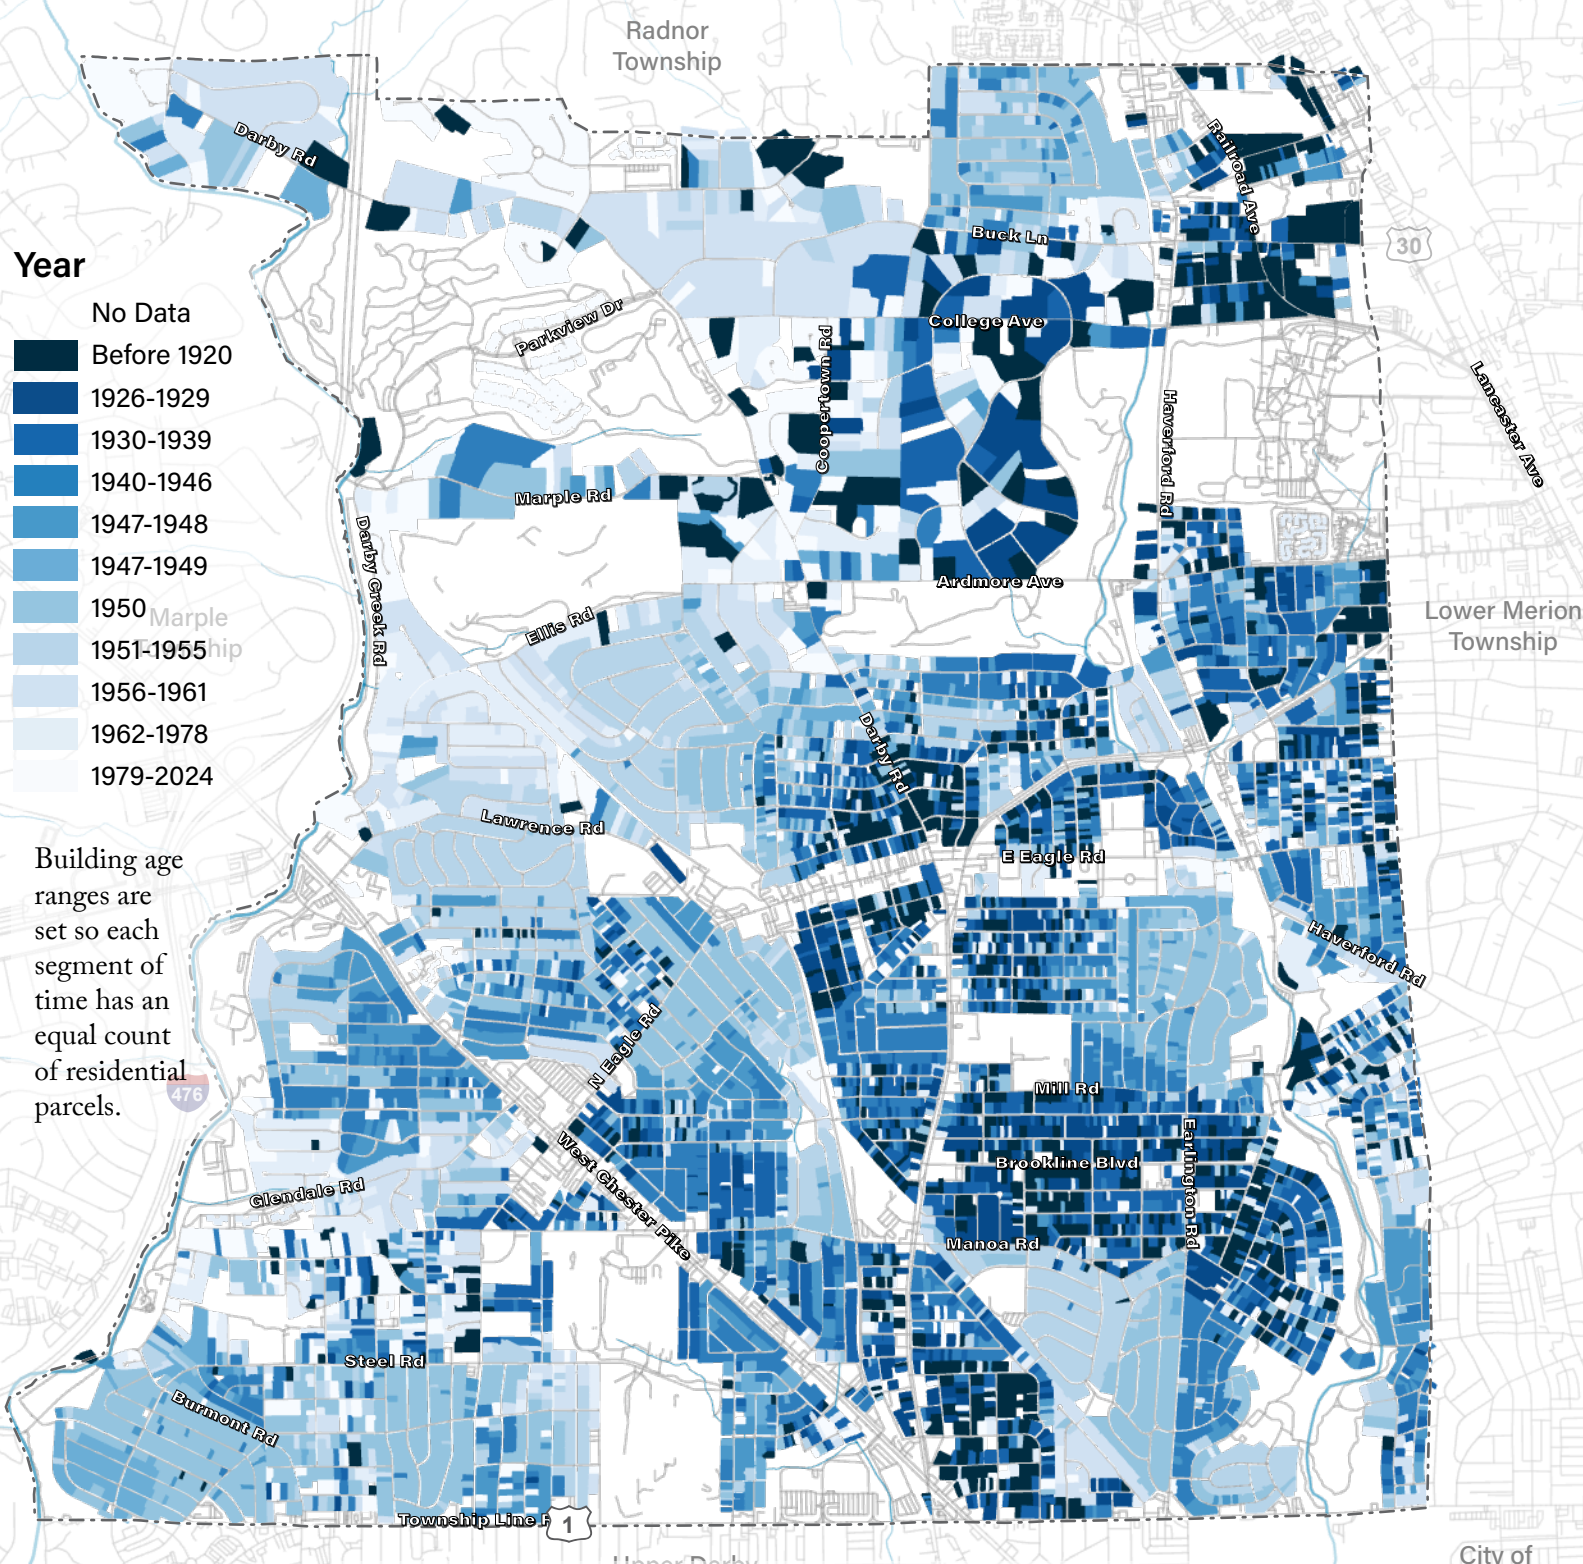 Radnor
Township
Darby Rd
Railroad Ave
Buck Ln
30
Year
No Data
Before 1920
1926-1929
1930-1939
1940-1946
1947-1948
1947-1949
1950
1951-1955
1956-1961
1962-1978
1979-2024
Parkview Dr
College Ave
Coopertown Rd
Haverford Rd
Lancaster Ave
Marple Rd
Darby Creek Rd
Ardmore Ave
Marple
Township
Ellis Rd
Lower Merion
Township
Darby Rd
Lawrence Rd
E Eagle Rd
Building age
ranges are
set so each
segment of
time has an
equal count
of residential
parcels.
Haverford Rd
N Eagle Rd
476
Mill Rd
West Chester Pike
Earlington Rd
Brookline Blvd
Glendale Rd
Manoa Rd
Steel Rd
Burmont Rd
Township Line R
1
Upper Darby
City of